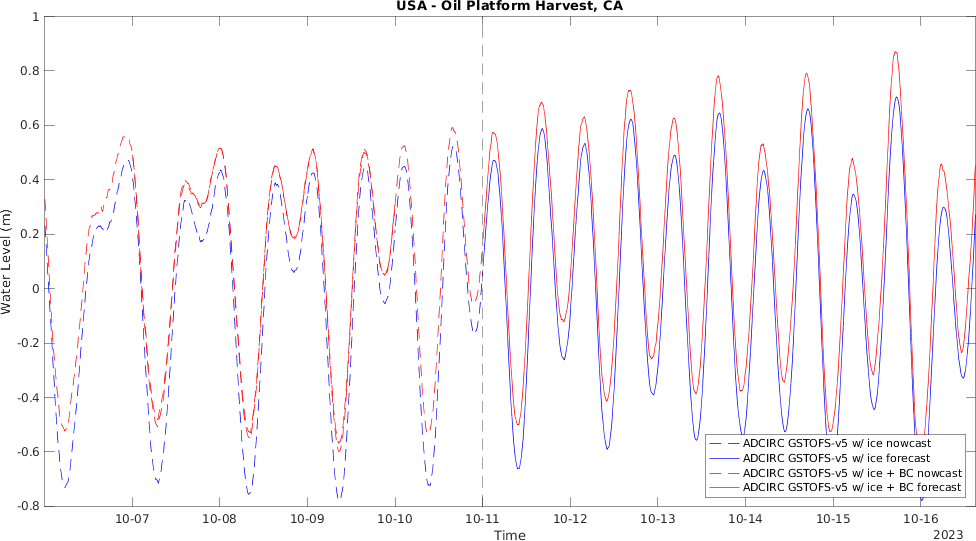 USA - Oil Platform Harvest, CA
1
0.8
0.6
0.4
0.2
0
-0.2
-0.4
-0.6
-0.8
Water Level (m)
10-07 10-08 10-09 10-10 10-11 10-12 10-13 10-14 10-15 10-16
Time
2023
ADCIRC GSTOFS-v5 w/ ice nowcast
ADCIRC GSTOFS-v5 w/ ice forecast
ADCIRC GSTOFS-v5 w/ ice + BC nowcast
ADCIRC GSTOFS-v5 w/ ice + BC forecast